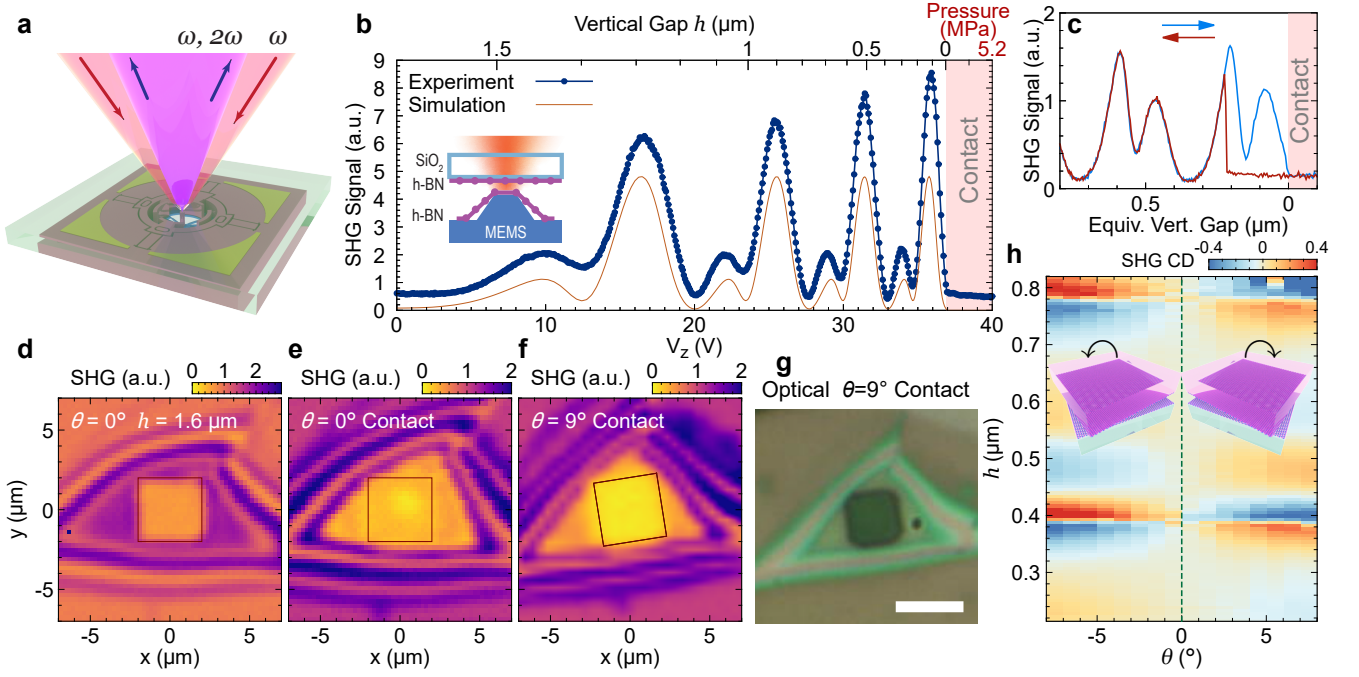 a
ω, 2ω
ω
b
Vertical Gap h (μm)
Pressure
(MPa)
1.5
1
0.5
0
5.2
SHG Signal (a.u.)
9
8
7
6
5
4
3
2
1
0
Experiment
Simulation
SiO2
h-BN
h-BN
MEMS
Contact
0
10
20
30
40
VZ (V)
c
SHG Signal (a.u.)
2
1
0
Contact
0.5
0
Equiv. Vert. Gap (μm)
d
SHG (a.u.)
0 1 2
θ = 0° h = 1.6 μm
y (μm)
5
0
-5
-5 0 5
x (μm)
e
SHG (a.u.)
0 1 2
θ = 0° Contact
-5 0 5
x (μm)
f
SHG (a.u.)
0 1 2
θ = 9° Contact
-5 0 5
x (μm)
g
Optical θ=9° Contact
h
SHG CD
-0.4 0 0.4
h (μm)
0.8
0.7
0.6
0.5
0.4
0.3
-5 0 5
θ (°)